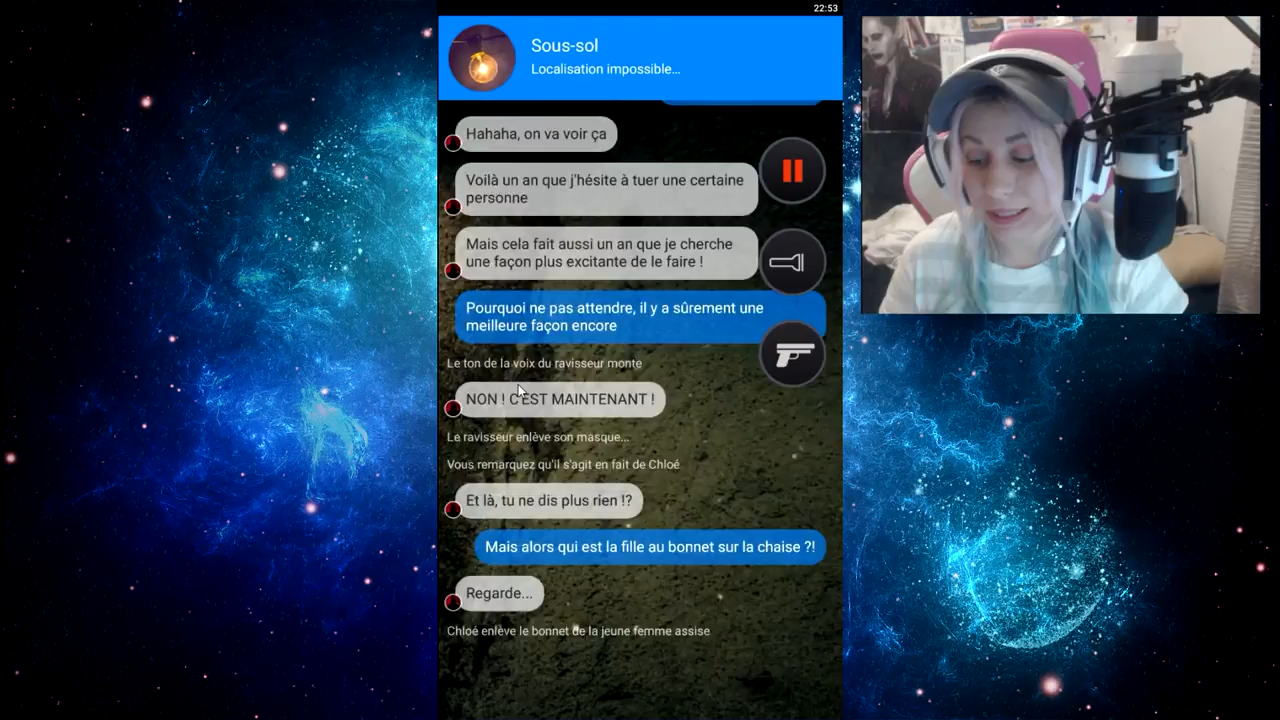 22:53
Sous-sol
Localisation impossible...
Hahaha, on va voir ça
Voilà un an que j'hésite à tuer une certaine
personne
Mais cela fait aussi un an que je cherche
une façon plus excitante de le faire !
Pourquoi ne pas attendre, il y a sûrement une
meilleure façon encore
Le ton de la voix du ravisseur monte
NON ! C'EST MAINTENANT !
Le ravisseur enlève son masque...
Vous remarquez qu'il s'agit en fait de Chloé
Et là, tu ne dis plus rien !?
Mais alors qui est la fille au bonnet sur la chaise ?!
Regarde...
Chloé enlève le bonnet de la jeune femme assise